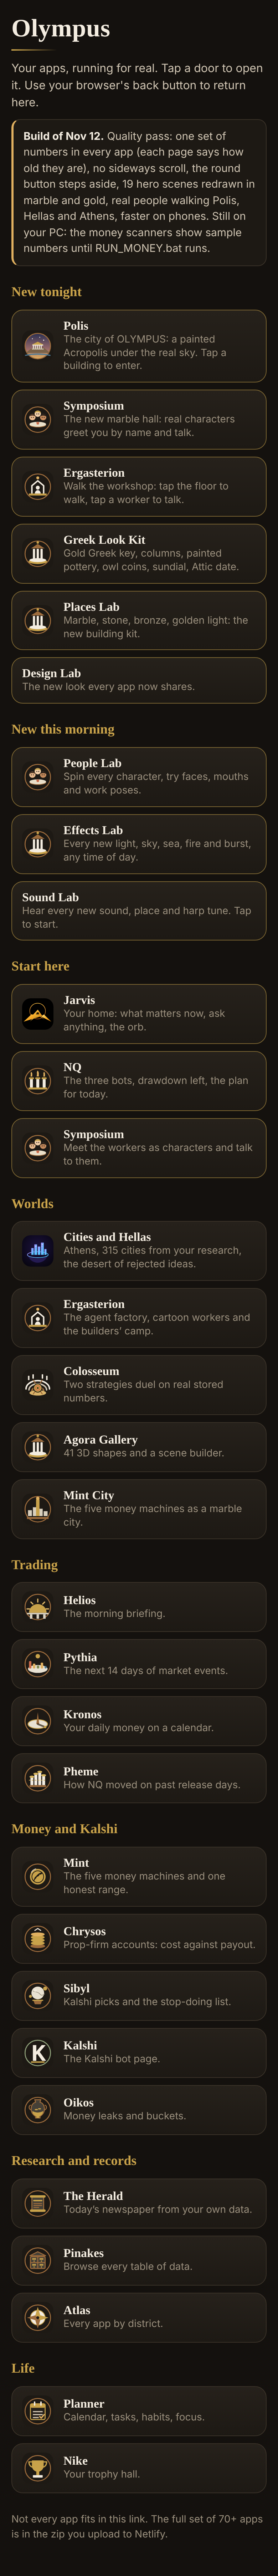 Olympus
Your apps, running for real. Tap a door to open
it. Use your browser's back button to return
here.
Build of Nov 12. Quality pass: one set of
numbers in every app (each page says how
old they are), no sideways scroll, the round
button steps aside, 19 hero scenes redrawn in
marble and gold, real people walking Polis,
Hellas and Athens, faster on phones. Still on
your PC: the money scanners show sample
numbers until RUN_MONEY.bat runs.
New tonight
Polis
The city of OLYMPUS: a painted
Acropolis under the real sky. Tap a
building to enter.
Symposium
The new marble hall: real characters
greet you by name and talk.
Ergasterion
Walk the workshop: tap the floor to
walk, tap a worker to talk.
Greek Look Kit
Gold Greek key, columns, painted
pottery, owl coins, sundial, Attic date.
Places Lab
Marble, stone, bronze, golden light: the
new building kit.
Design Lab
The new look every app now shares.
New this morning
People Lab
Spin every character, try faces, mouths
and work poses.
Effects Lab
Every new light, sky, sea, fire and burst,
any time of day.
Sound Lab
Hear every new sound, place and harp tune. Tap
to start.
Start here
Jarvis
Your home: what matters now, ask
anything, the orb.
NQ
The three bots, drawdown left, the plan
for today.
Symposium
Meet the workers as characters and talk
to them.
Worlds
Cities and Hellas
Athens, 315 cities from your research,
the desert of rejected ideas.
Ergasterion
The agent factory, cartoon workers and
the builders' camp.
Colosseum
Two strategies duel on real stored
numbers.
Agora Gallery
41 3D shapes and a scene builder.
Mint City
The five money machines as a marble
city.
Trading
Helios
The morning briefing.
Pythia
The next 14 days of market events.
Kronos
Your daily money on a calendar.
Pheme
How NQ moved on past release days.
Money and Kalshi
Mint
The five money machines and one
honest range.
Chrysos
Prop-firm accounts: cost against payout.
Sibyl
Kalshi picks and the stop-doing list.
K
Kalshi
The Kalshi bot page.
Oikos
Money leaks and buckets.
Research and records
The Herald
Today's newspaper from your own data.
Pinakes
Browse every table of data.
Atlas
Every app by district.
Life
Planner
Calendar, tasks, habits, focus.
Nike
Your trophy hall.
Not every app fits in this link. The full set of 70+ apps
is in the zip you upload to Netlify.